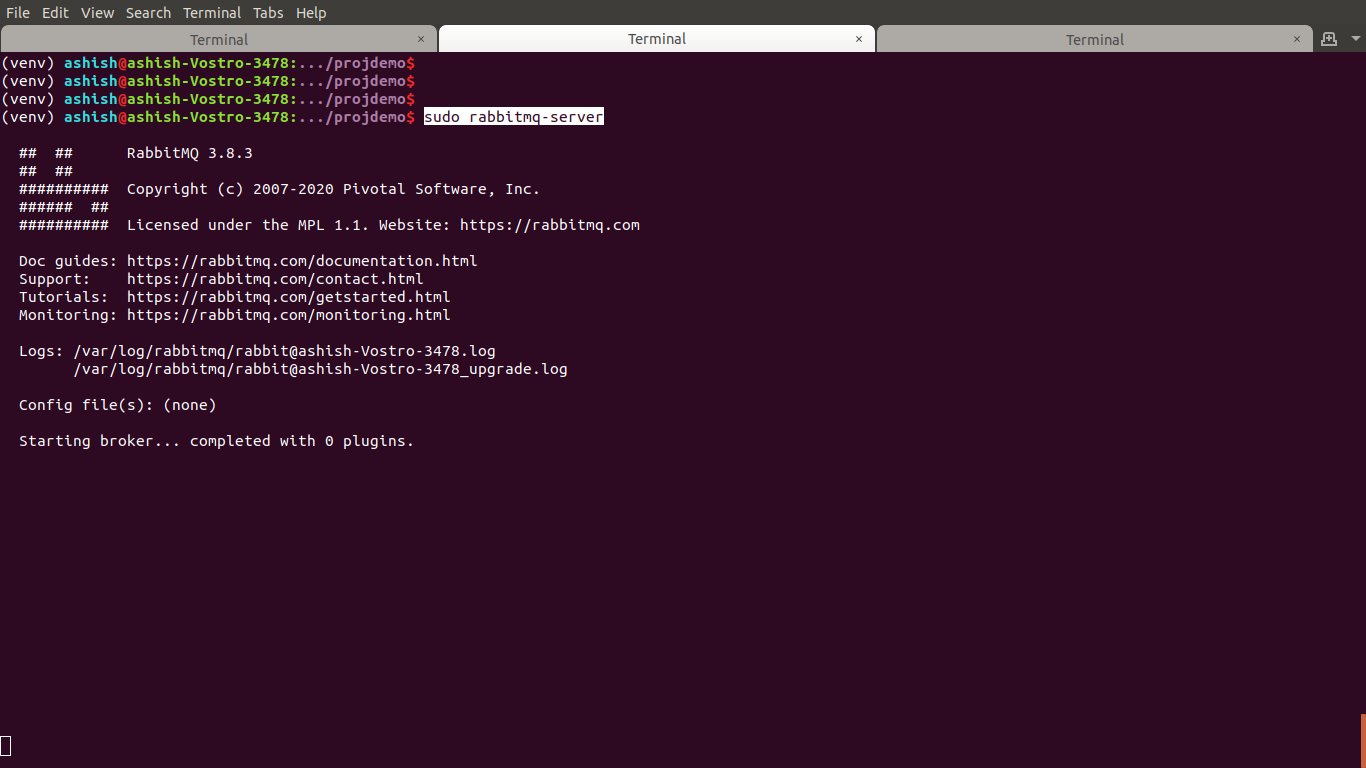 File Edit View Search Terminal Tabs Help
Terminal × Terminal × Terminal ×
(venv) ashish@ashish-Vostro-3478:.../projdemo$
(venv) ashish@ashish-Vostro-3478:.../projdemo$
(venv) ashish@ashish-Vostro-3478:.../projdemo$
(venv) ashish@ashish-Vostro-3478:.../projdemo$ sudo rabbitmq-server
## ## RabbitMQ 3.8.3
## ##
########## Copyright (c) 2007-2020 Pivotal Software, Inc.
###### ##
########## Licensed under the MPL 1.1. Website: https://rabbitmq.com
Doc guides: https://rabbitmq.com/documentation.html
Support: https://rabbitmq.com/contact.html
Tutorials: https://rabbitmq.com/getstarted.html
Monitoring: https://rabbitmq.com/monitoring.html
Logs: /var/log/rabbitmq/rabbit@ashish-Vostro-3478.log
/var/log/rabbitmq/rabbit@ashish-Vostro-3478_upgrade.log
Config file(s): (none)
Starting broker... completed with 0 plugins.